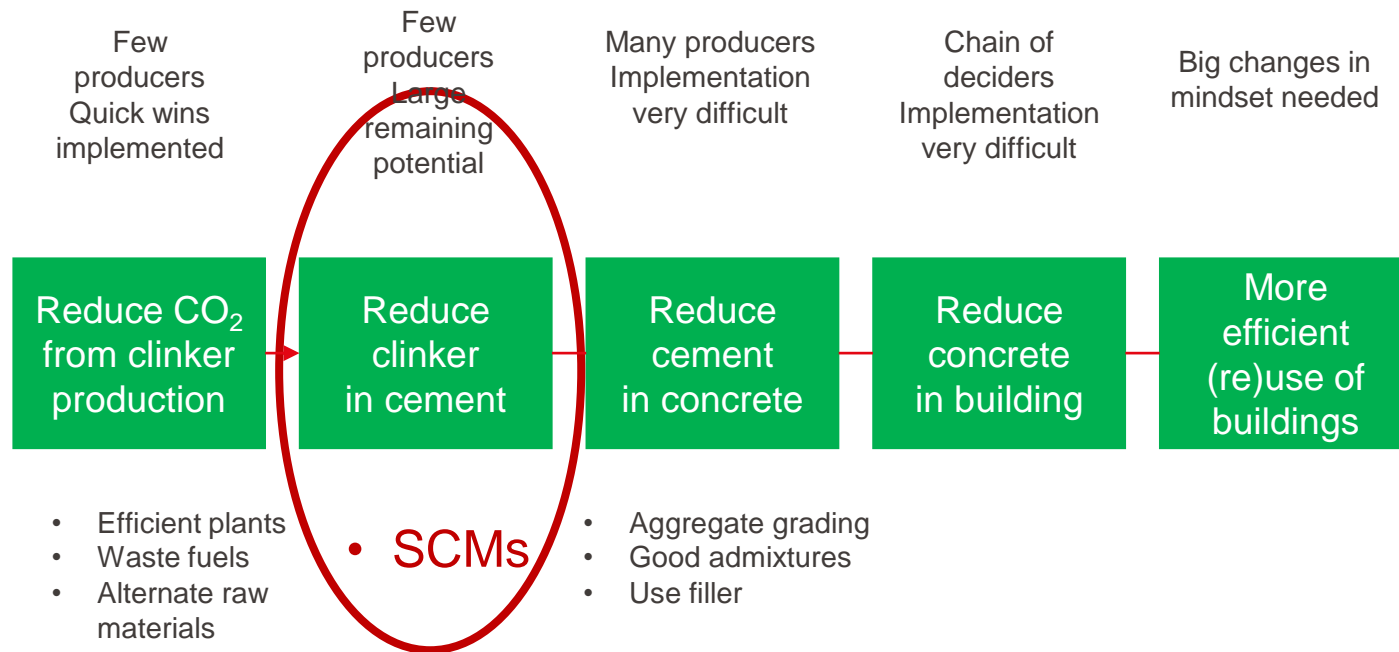 Few
producers
Quick wins
implemented
Few
producers
Large
remaining
potential
Many producers
Implementation
very difficult
Chain of
deciders
Implementation
very difficult
Big changes in
mindset needed
Reduce CO₂
from clinker
production
Reduce
clinker
in cement
Reduce
cement
in concrete
Reduce
concrete
in building
More
efficient
(re)use of
buildings
• Efficient plants
• Waste fuels
• Alternate raw
materials
• SCMs
• Aggregate grading
• Good admixtures
• Use filler